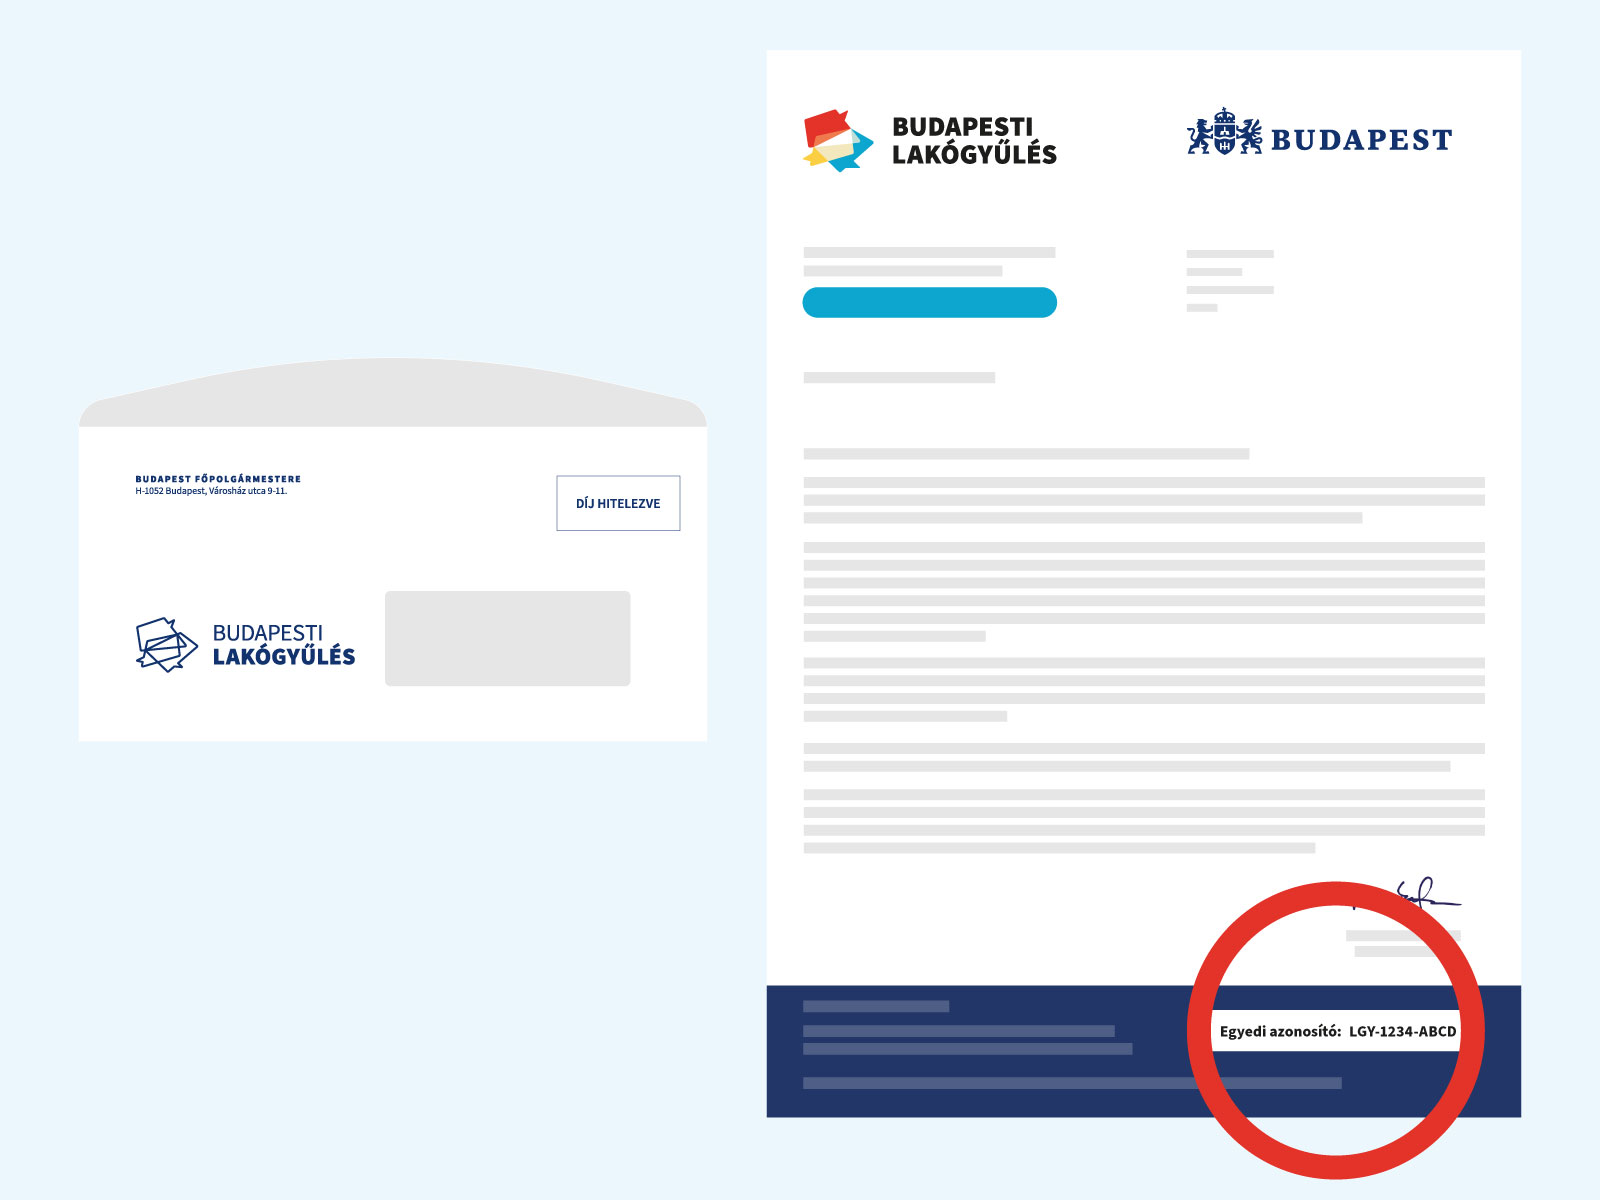 BUDAPEST FŐPOLGÁRMESTERE
H-1052 Budapest, Városház utca 9-11.
DÍJ HITELEZVE
BUDAPESTI
LAKÓGYŰLÉS
BUDAPESTI
LAKÓGYŰLÉS
BUDAPEST
Egyedi azonosító: LGY-1234-ABCD